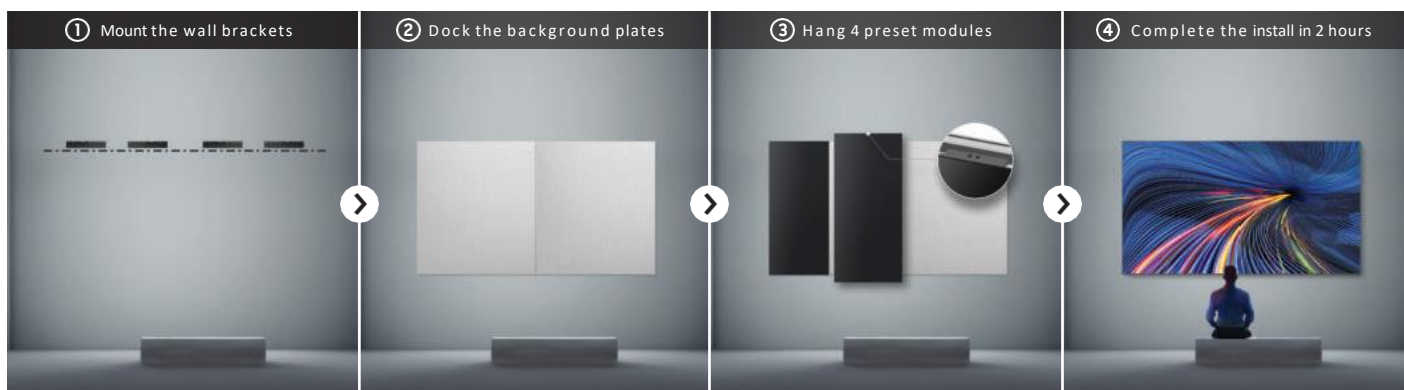 ① Mount the wall brackets
② Dock the background plates
③ Hang 4 preset modules
④ Complete the install in 2 hours